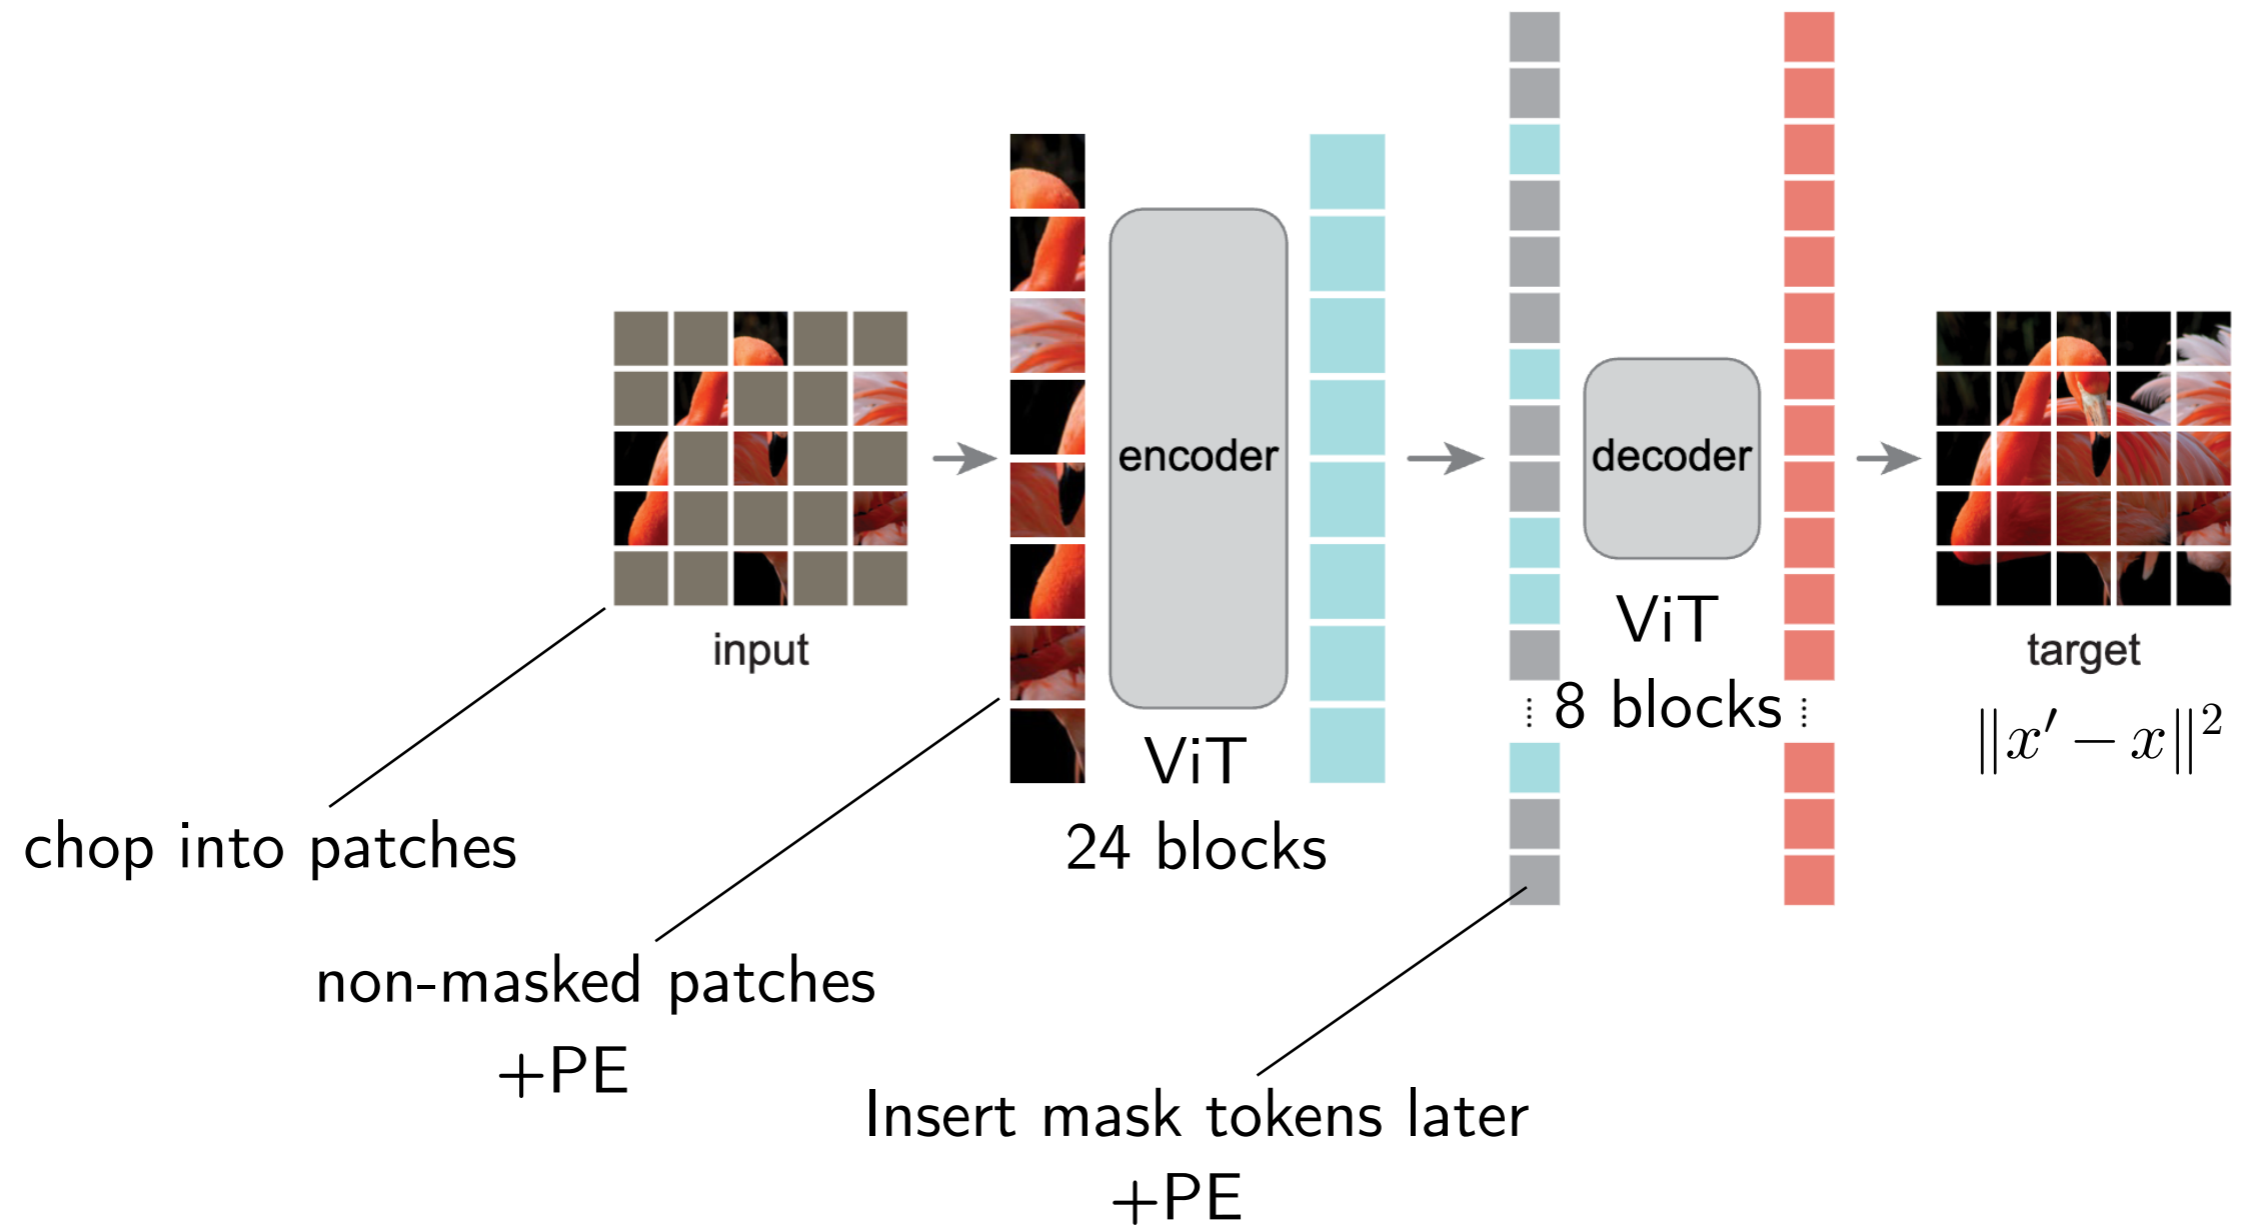 encoder
decoder
ViT
8 blocks
input
target
$\|x' - x\|^2$
ViT
24 blocks
chop into patches
non-masked patches
+PE
Insert mask tokens later
+PE